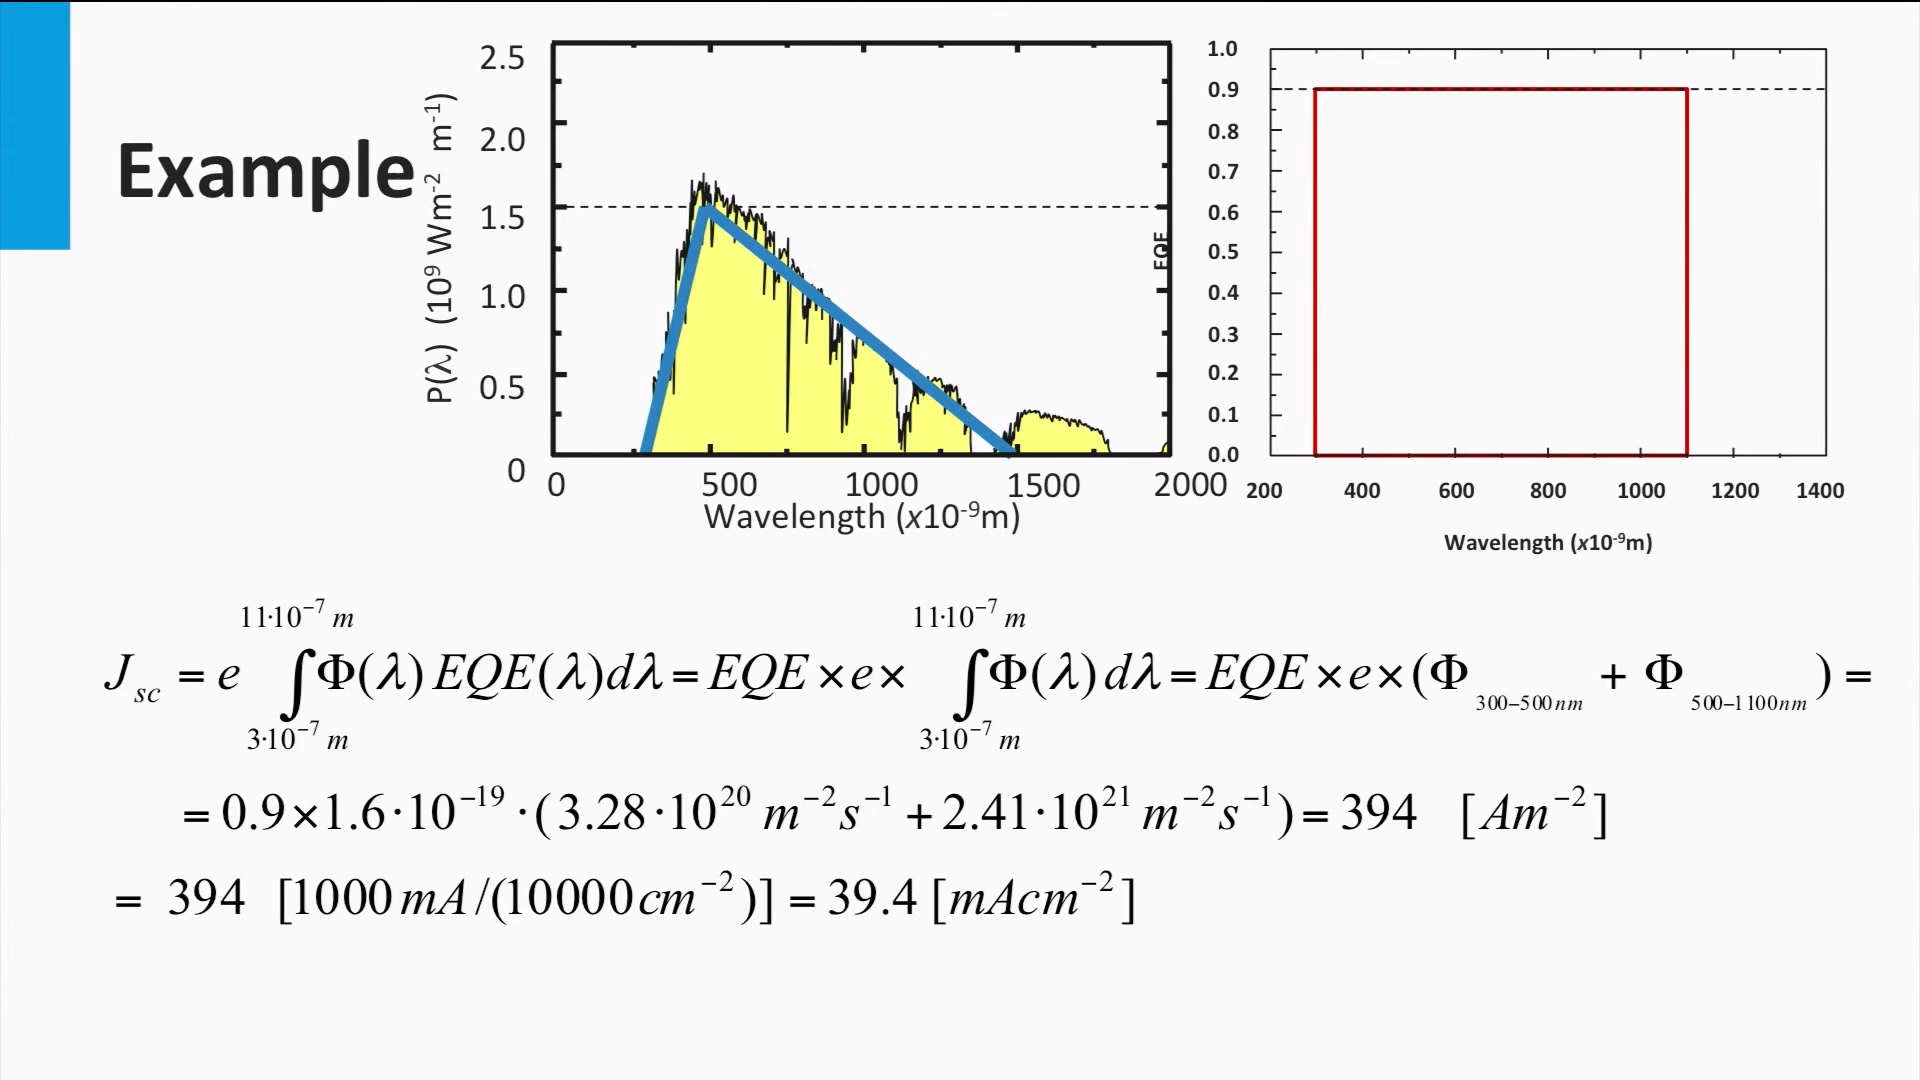 Example
P(λ) (10⁹ Wm⁻² m⁻¹)
2.5
2.0
1.5
1.0
0.5
0
0 500 1000 1500 2000
Wavelength (x10⁻⁹m)
EQE
1.0
0.9
0.8
0.7
0.6
0.5
0.4
0.3
0.2
0.1
0.0
200 400 600 800 1000 1200 1400
Wavelength (x10⁻⁹m)
J_sc = e ∫_{3·10⁻⁷ m}^{11·10⁻⁷ m} Φ(λ) EQE(λ)dλ = EQE × e × ∫_{3·10⁻⁷ m}^{11·10⁻⁷ m} Φ(λ) dλ = EQE × e × (Φ_{300–500nm} + Φ_{500–1100nm}) =
= 0.9×1.6·10⁻¹⁹ ·(3.28·10²⁰ m⁻²s⁻¹ + 2.41·10²¹ m⁻²s⁻¹) = 394 [Am⁻²]
= 394 [1000 mA/(10000cm⁻²)] = 39.4 [mAcm⁻²]